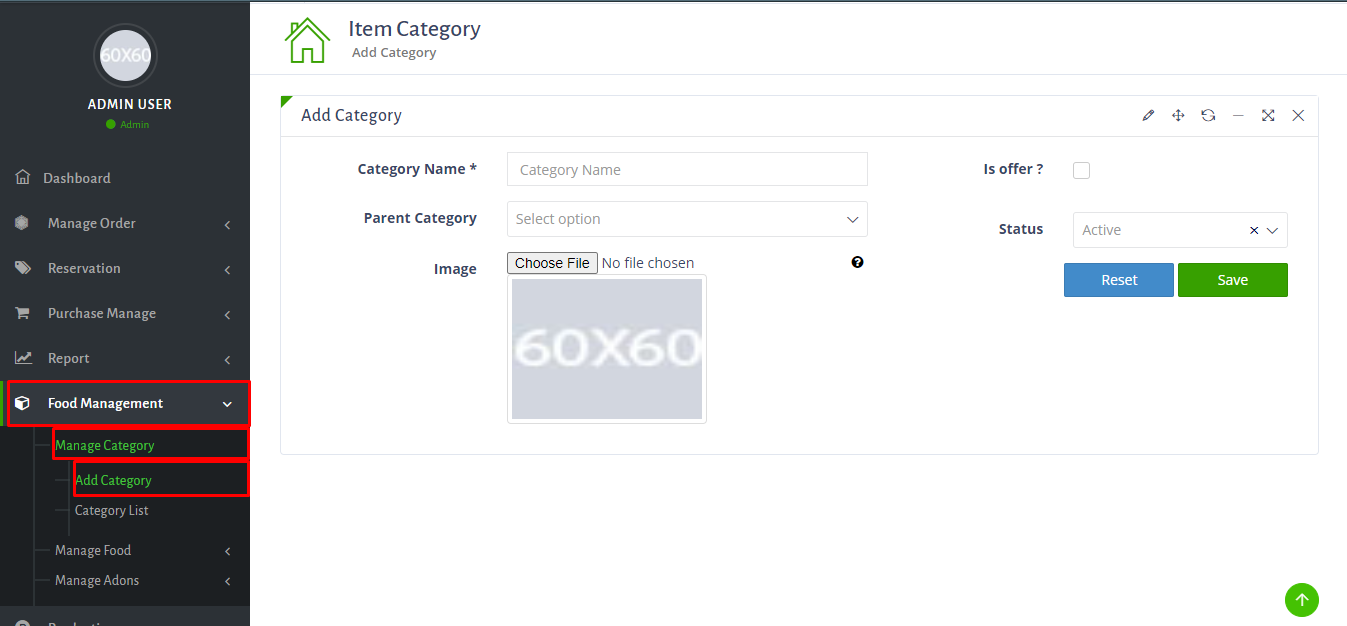 60X60
ADMIN USER
Admin
Dashboard
Manage Order
Reservation
Purchase Manage
Report
Food Management
Manage Category
Add Category
Category List
Manage Food
Manage Adons
Item Category
Add Category
Add Category
Category Name *
Category Name
Is offer ?
Parent Category
Select option
Status
Active
Image
Choose File No file chosen
Reset
Save
60X60